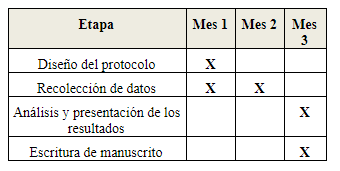 Etapa Mes 1 Mes 2 Mes
3
Diseño del protocolo X
Recolección de datos X X
Análisis y presentación de los X
resultados
Escritura de manuscrito X